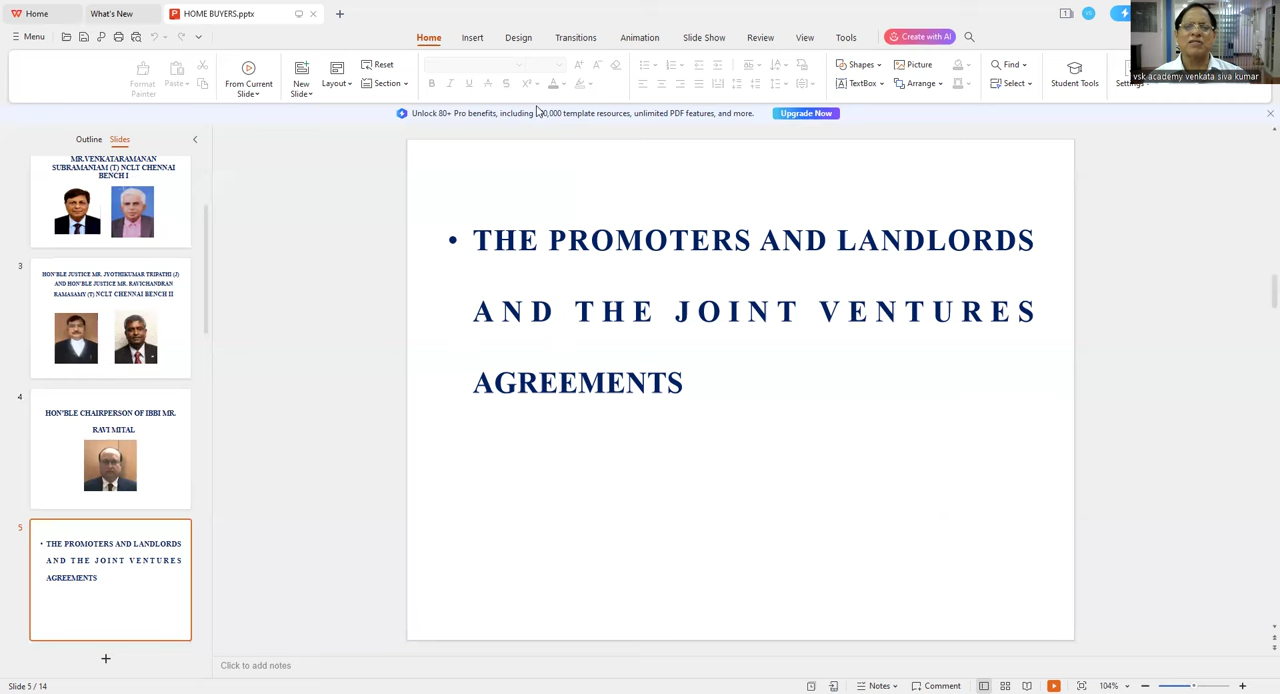 Home
What's New
HOME BUYERS.pptx
Menu
Home
Insert
Design
Transitions
Animation
Slide Show
Review
View
Tools
Create with AI
vsk academy venkata siva kumar
Format
Painter
Paste
From Current
Slide
New
Slide
Layout
Reset
Section
B I U A S X² A
Shapes
Picture
TextBox
Arrange
Find
Select
Student Tools
Settings
Unlock 80+ Pro benefits, including 0,000 template resources, unlimited PDF features, and more.
Upgrade Now
Outline
Slides
MR.VENKATARAMANAN
SUBRAMANIAM (T) NCLT CHENNAI
BENCH I
3
HON'BLE JUSTICE MR. JYOTHIKUMAR TRIPATHI (J)
AND HON'BLE JUSTICE MR. RAVICHANDRAN
RAMASAMY (T) NCLT CHENNAI BENCH II
4
HON'BLE CHAIRPERSON OF IBBI MR.
RAVI MITAL
5
• THE PROMOTERS AND LANDLORDS
AND THE JOINT VENTURES
AGREEMENTS
• THE PROMOTERS AND LANDLORDS
AND THE JOINT VENTURES
AGREEMENTS
Click to add notes
Slide 5 / 14
Notes
Comment
104%